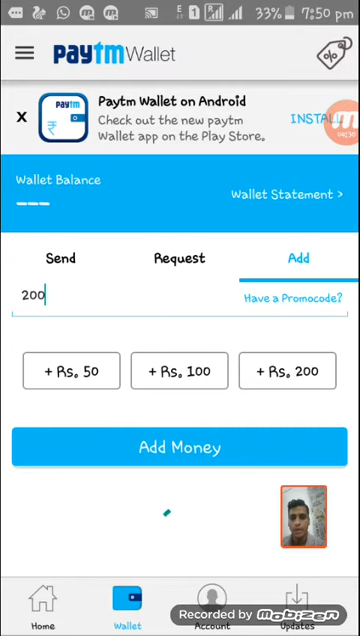 33% 7:50 pm
paytm Wallet
paytm
Paytm Wallet on Android
Check out the new paytm
Wallet app on the Play Store.
X
INSTALL
Wallet Balance
---
Wallet Statement >
Send Request Add
200
Have a Promocode?
+ Rs. 50 + Rs. 100 + Rs. 200
Add Money
Home Wallet Account Updates
Recorded by mobizen